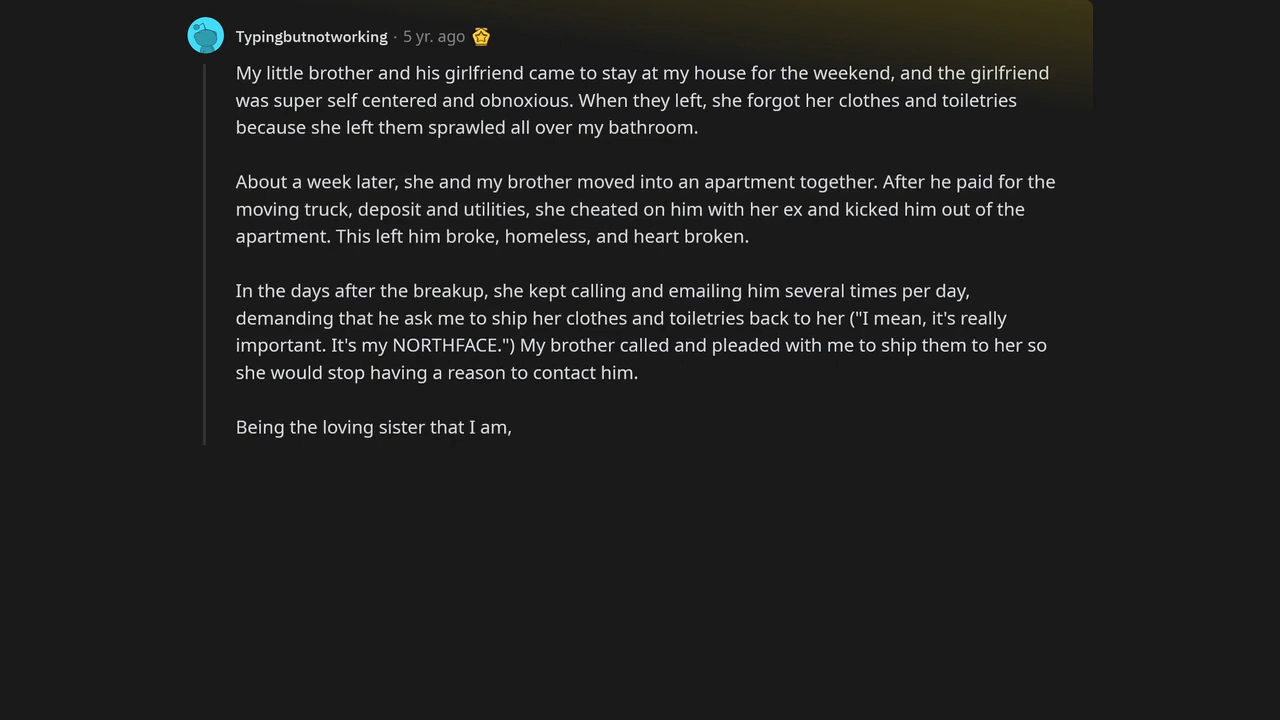 Typingbutnotworking · 5 yr. ago
My little brother and his girlfriend came to stay at my house for the weekend, and the girlfriend
was super self centered and obnoxious. When they left, she forgot her clothes and toiletries
because she left them sprawled all over my bathroom.
About a week later, she and my brother moved into an apartment together. After he paid for the
moving truck, deposit and utilities, she cheated on him with her ex and kicked him out of the
apartment. This left him broke, homeless, and heart broken.
In the days after the breakup, she kept calling and emailing him several times per day,
demanding that he ask me to ship her clothes and toiletries back to her ("I mean, it's really
important. It's my NORTHFACE.") My brother called and pleaded with me to ship them to her so
she would stop having a reason to contact him.
Being the loving sister that I am,